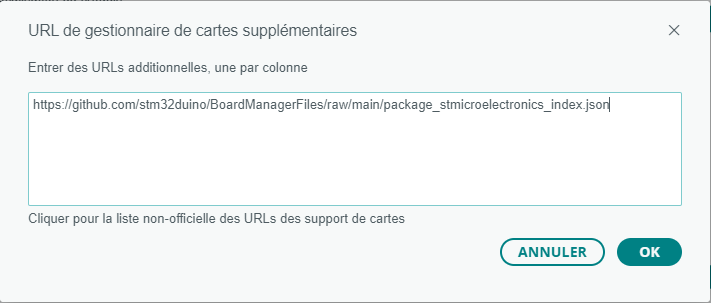 URL de gestionnaire de cartes supplémentaires
Entrer des URLs additionnelles, une par colonne
https://github.com/stm32duino/BoardManagerFiles/raw/main/package_stmicroelectronics_index.json
Cliquer pour la liste non-officielle des URLs des support de cartes
ANNULER
OK